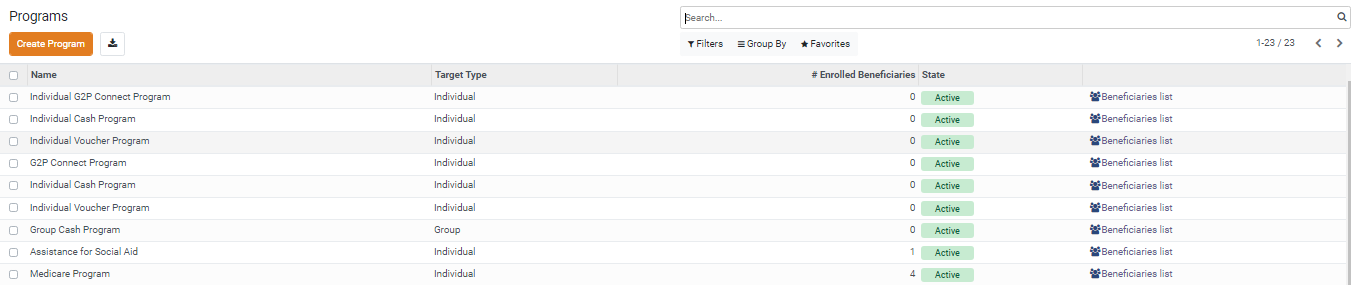 Programs
Search...
Create Program
Filters Group By Favorites 1-23 / 23
Name Target Type # Enrolled Beneficiaries State
Individual G2P Connect Program Individual 0 Active Beneficiaries list
Individual Cash Program Individual 0 Active Beneficiaries list
Individual Voucher Program Individual 0 Active Beneficiaries list
G2P Connect Program Individual 0 Active Beneficiaries list
Individual Cash Program Individual 0 Active Beneficiaries list
Individual Voucher Program Individual 0 Active Beneficiaries list
Group Cash Program Group 0 Active Beneficiaries list
Assistance for Social Aid Individual 1 Active Beneficiaries list
Medicare Program Individual 4 Active Beneficiaries list